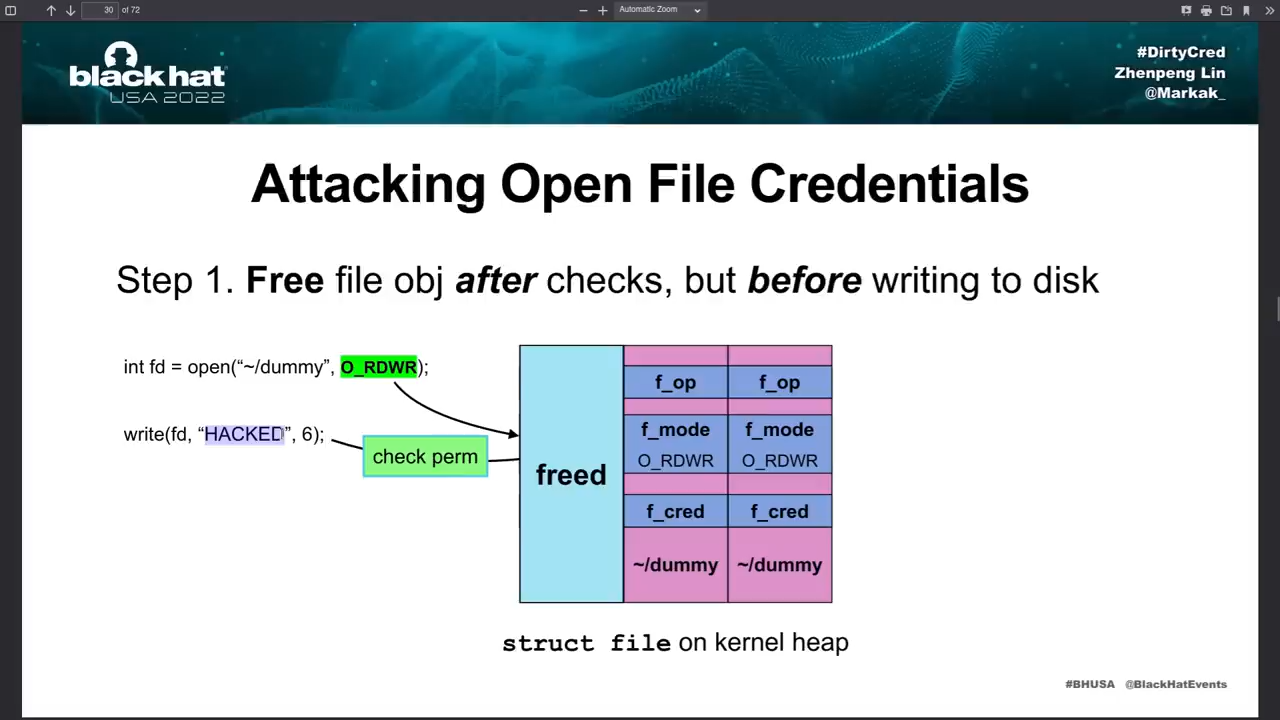 30 of 72
Automatic Zoom
black hat
USA 2022
#DirtyCred
Zhenpeng Lin
@Markak_
Attacking Open File Credentials
Step 1. Free file obj after checks, but before writing to disk
int fd = open(“~/dummy”, O_RDWR);
write(fd, “HACKED”, 6);
check perm
freed
f_op f_op
f_mode f_mode
O_RDWR O_RDWR
f_cred f_cred
~/dummy ~/dummy
struct file on kernel heap
#BHUSA @BlackHatEvents